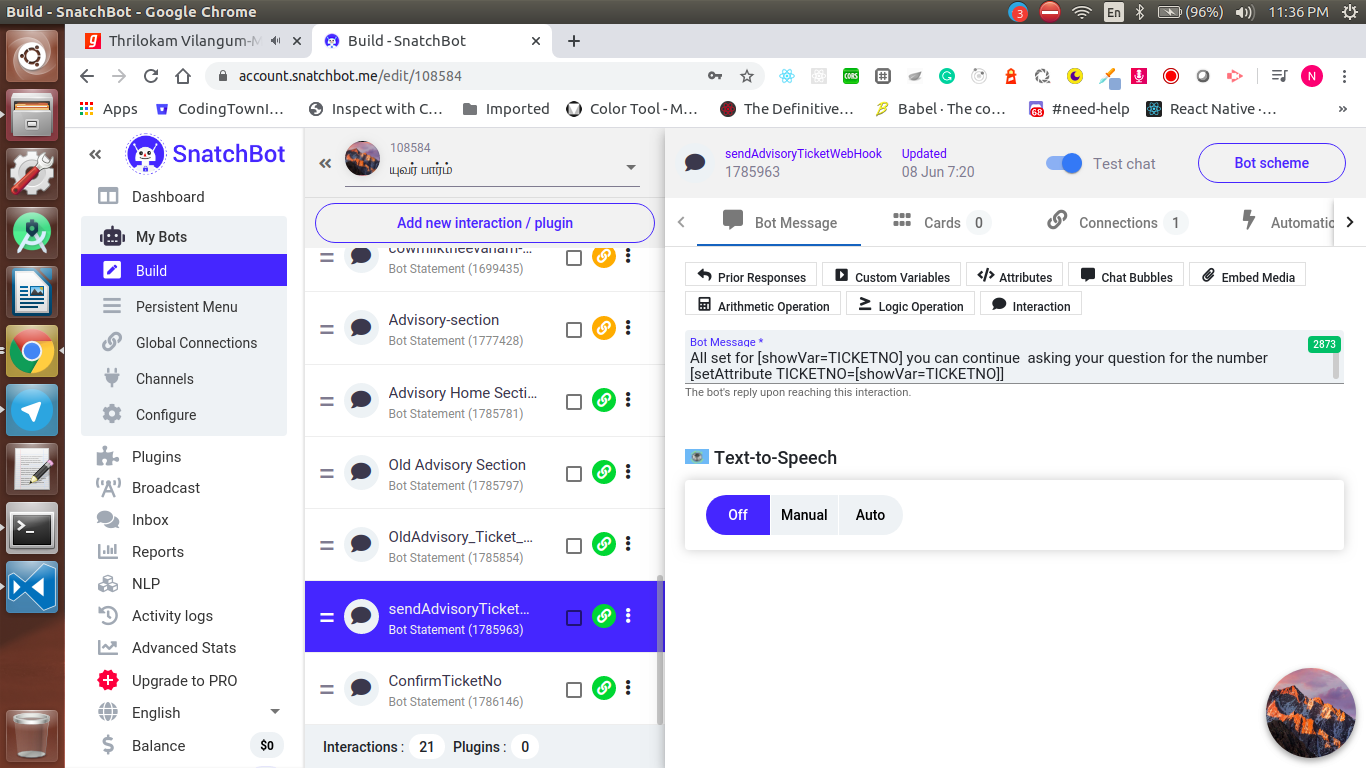 Build - SnatchBot - Google Chrome
3
En
(96%)
11:36 PM
Thrilokam Vilangum-M
Build - SnatchBot
account.snatchbot.me/edit/108584
CORS
N
Apps
CodingTownI...
Inspect with C...
Imported
Color Tool - M...
The Definitive...
Babel · The co...
68
#need-help
React Native ·...
SnatchBot
Dashboard
My Bots
Build
Persistent Menu
Global Connections
Channels
Configure
Plugins
Broadcast
Inbox
Reports
NLP
Activity logs
Advanced Stats
Upgrade to PRO
English
Balance
$0
108584
யுவர் பார்ம்
Add new interaction / plugin
Bot Statement (1699435)
Advisory-section
Bot Statement (1777428)
Advisory Home Secti...
Bot Statement (1785781)
Old Advisory Section
Bot Statement (1785797)
OldAdvisory_Ticket_...
Bot Statement (1785854)
sendAdvisoryTicket...
Bot Statement (1785963)
ConfirmTicketNo
Bot Statement (1786146)
Interactions : 21 Plugins : 0
sendAdvisoryTicketWebHook
1785963
Updated
08 Jun 7:20
Test chat
Bot scheme
Bot Message
Cards 0
Connections 1
Automatic
Prior Responses
Custom Variables
Attributes
Chat Bubbles
Embed Media
Arithmetic Operation
Logic Operation
Interaction
Bot Message *
2873
All set for [showVar=TICKETNO] you can continue  asking your question for the number
[setAttribute TICKETNO=[showVar=TICKETNO]]
The bot's reply upon reaching this interaction.
Text-to-Speech
Off
Manual
Auto